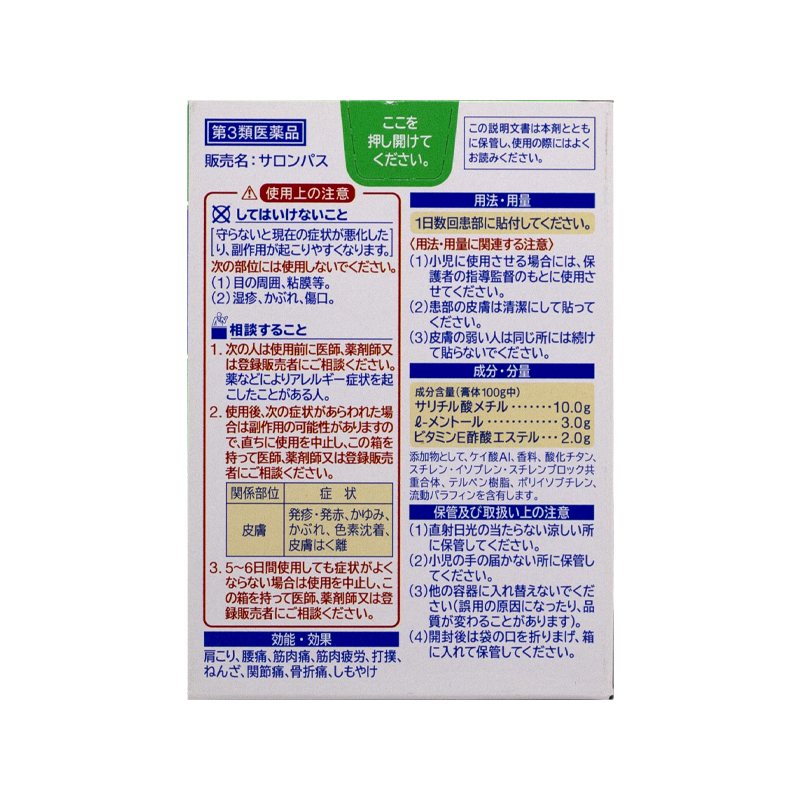 第3類医薬品
販売名：サロンパス
ここを
押し開けて
ください。
この説明文書は本剤ととも
に保管し、使用の際にはよく
お読みください。
使用上の注意
してはいけないこと
守らないと現在の症状が悪化した
り、副作用が起こりやすくなります。
次の部位には使用しないでください。
(1)目の周囲、粘膜等。
(2)湿疹、かぶれ、傷口。
相談すること
1.次の人は使用前に医師、薬剤師又
は登録販売者にご相談ください。
薬などによりアレルギー症状を起
こしたことがある人。
2.使用後、次の症状があらわれた場
合は副作用の可能性がありますの
で、直ちに使用を中止し、この箱を
持って医師、薬剤師又は登録販売
者にご相談ください。
関係部位 症状
皮膚
発疹・発赤、かゆみ、
かぶれ、色素沈着、
皮膚はく離
3.5～6日間使用しても症状がよく
ならない場合は使用を中止し、こ
の箱を持って医師、薬剤師又は登
録販売者にご相談ください。
効能・効果
肩こり、腰痛、筋肉痛、筋肉疲労、打撲、
ねんざ、関節痛、骨折痛、しもやけ
用法・用量
1日数回患部に貼付してください。
〈用法・用量に関連する注意〉
(1)小児に使用させる場合には、保
護者の指導監督のもとに使用さ
せてください。
(2)患部の皮膚は清潔にして貼って
ください。
(3)皮膚の弱い人は同じ所には続け
て貼らないでください。
成分・分量
成分含量(膏体100g中)
サリチル酸メチル・・・・・・・10.0g
ℓ-メントール・・・・・・・・・・3.0g
ビタミンE酢酸エステル・・・2.0g
添加物として、ケイ酸Al、香料、酸化チタン、
スチレン・イソプレン・スチレンブロック共
重合体、テルペン樹脂、ポリイソブチレン、
流動パラフィンを含有します。
保管及び取扱い上の注意
(1)直射日光の当たらない涼しい所
に保管してください。
(2)小児の手の届かない所に保管し
てください。
(3)他の容器に入れ替えないでくだ
さい(誤用の原因になったり、品
質が変わることがあります)。
(4)開封後は袋の口を折りまげ、箱
に入れて保管してください。